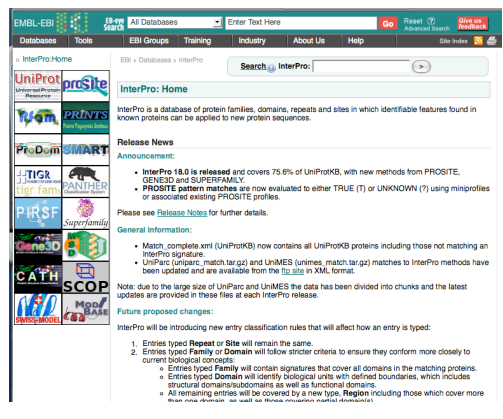 EMBL-EBI
EB-eye Search
All Databases
Enter Text Here
Go
Reset
Advanced Search
Give us feedback
Databases Tools EBI Groups Training Industry About Us Help Site Index
InterPro:Home
EBI > Databases > InterPro
Search InterPro:
UniProt
Universal Protein Resource
proSite
Pfam
PRINTS
ProDom
SMART
TIGR
tigr fams
PANTHER
Classification System
PIRSF
Superfamily
Gene3D
CATH
SCOP
SWISS-MODEL
ModBase
InterPro: Home
InterPro is a database of protein families, domains, repeats and sites in which identifiable features found in
known proteins can be applied to new protein sequences.
Release News
Announcement:
• InterPro 18.0 is released and covers 75.6% of UniProtKB, with new methods from PROSITE,
GENE3D and SUPERFAMILY.
• PROSITE pattern matches are now evaluated to either TRUE (T) or UNKNOWN (?) using miniprofiles
or associated existing PROSITE profiles.
Please see Release Notes for further details.
General Information:
• Match_complete.xml (UniProtKB) now contains all UniProtKB proteins including those not matching an
InterPro signature.
• UniParc (uniparc_match.tar.gz) and UniMES (unimes_match.tar.gz) matches to InterPro methods have
been updated and are available from the ftp site in XML format.
Note: due to the large size of UniParc and UniMES the data has been divided into chunks and the latest
updates are provided in these files at each InterPro release.
Future proposed changes:
InterPro will be introducing new entry classification rules that will affect how an entry is typed:
1. Entries typed Repeat or Site will remain the same.
2. Entries typed Family or Domain will follow stricter criteria to ensure they conform more closely to
current biological concepts:
Entries typed Family will contain signatures that cover all domains in the matching proteins.
Entries typed Domain will identify biological units with defined boundaries, which includes
structural domains/subdomains as well as functional domains.
All remaining entries will be covered by a new type, Region including those which cover more
than one domain, as well as those covering partial domain(s).